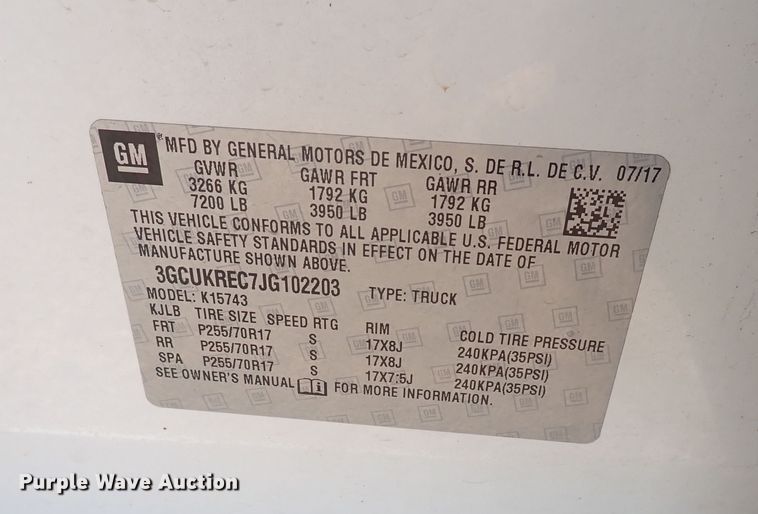 GM
MFD BY GENERAL MOTORS DE MEXICO, S. DE R.L. DE C.V. 07/17
GVWR GAWR FRT GAWR RR
3266 KG 1792 KG 1792 KG
7200 LB 3950 LB 3950 LB
THIS VEHICLE CONFORMS TO ALL APPLICABLE U.S. FEDERAL MOTOR
VEHICLE SAFETY STANDARDS IN EFFECT ON THE DATE OF
MANUFACTURE SHOWN ABOVE.
3GCUKREC7JG102203 TYPE: TRUCK
MODEL: K15743
KJLB TIRE SIZE SPEED RTG RIM COLD TIRE PRESSURE
FRT P255/70R17 S 17X8J 240KPA(35PSI)
RR P255/70R17 S 17X8J 240KPA(35PSI)
SPA P255/70R17 S 17X7:5J 240KPA(35PSI)
SEE OWNER'S MANUAL FOR MORE INFORMATION.
Purple Wave Auction